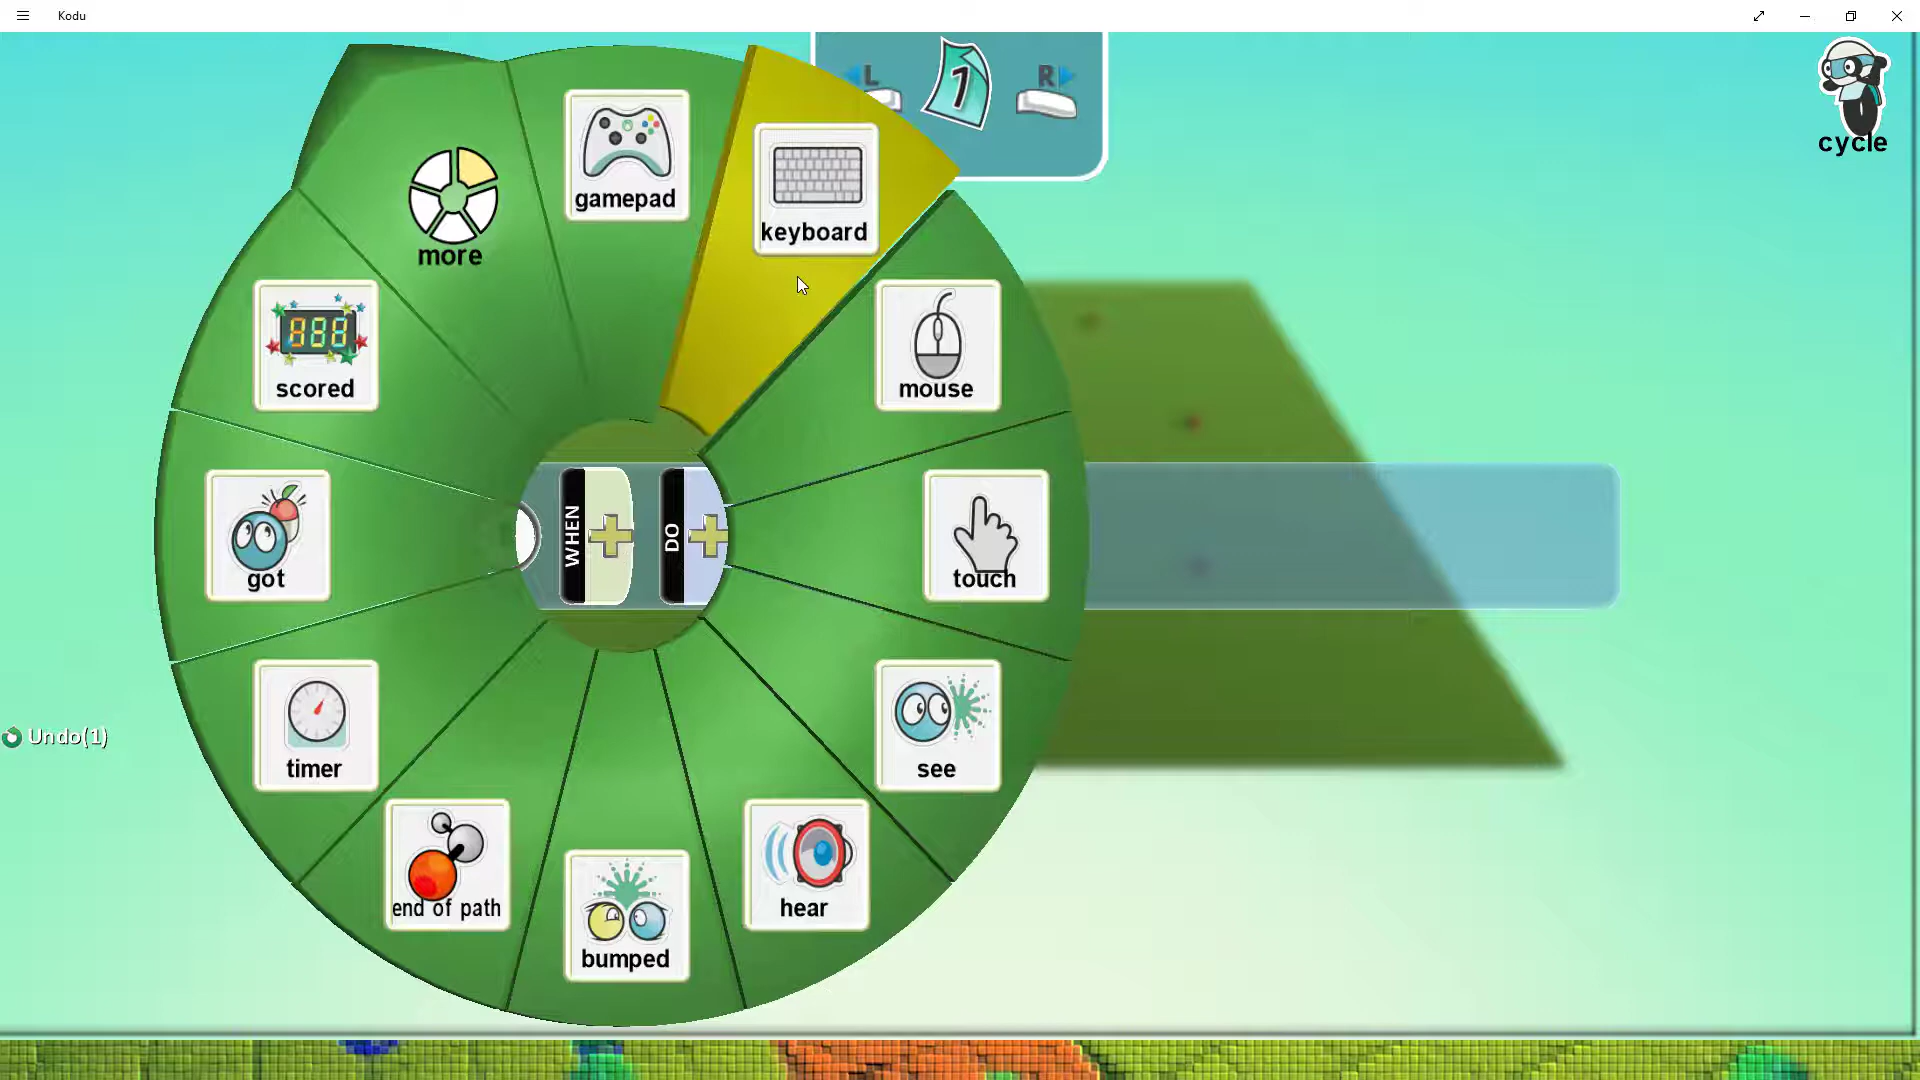 Kodu
L
1
R
cycle
gamepad
keyboard
more
mouse
scored
888
got
WHEN
DO
touch
Undo(1)
timer
see
end of path
hear
bumped